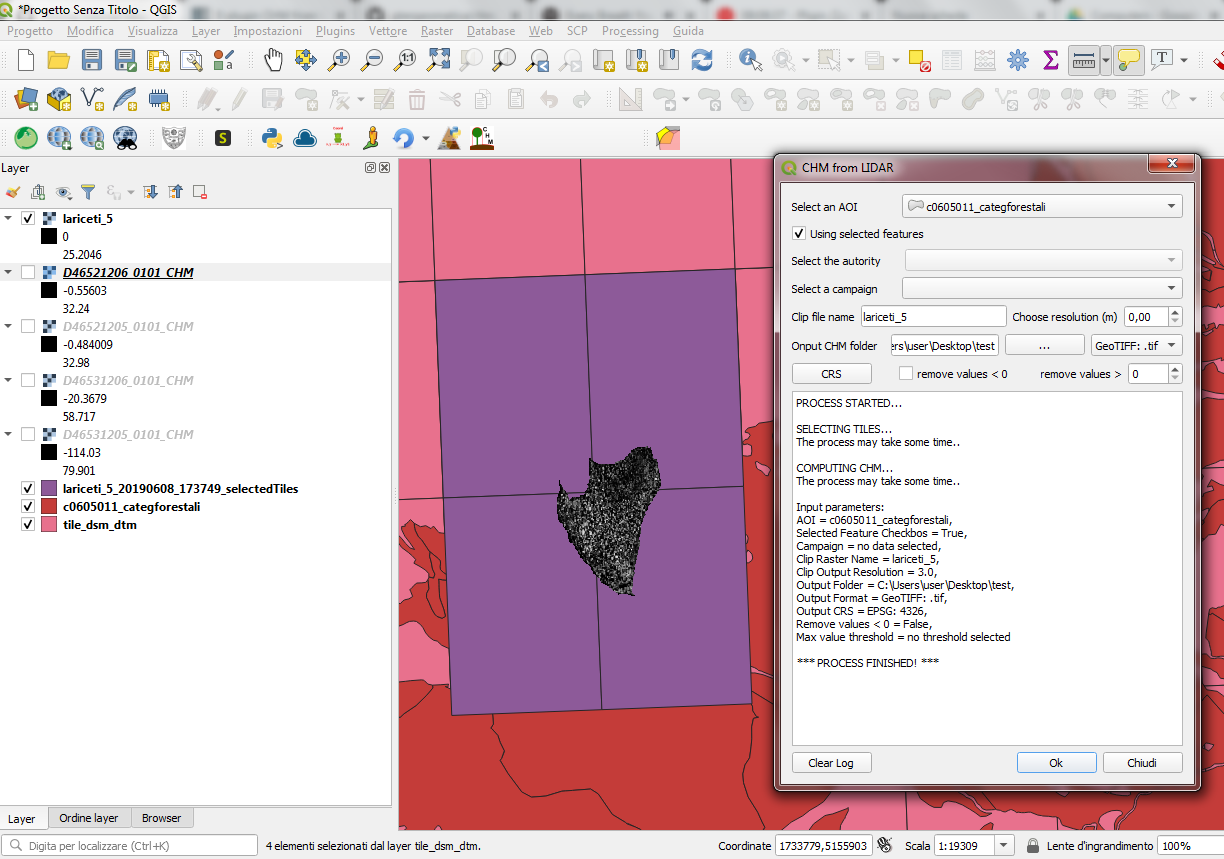 *Progetto Senza Titolo - QGIS
Progetto Modifica Visualizza Layer Impostazioni Plugins Vettore Raster Database Web SCP Processing Guida
1:1
a
Σ
T
S
CHM
Layer
lariceti_5
0
25.2046
D46521206_0101_CHM
-0.55603
32.24
D46521205_0101_CHM
-0.484009
32.98
D46531206_0101_CHM
-20.3679
58.717
D46531205_0101_CHM
-114.03
79.901
lariceti_5_20190608_173749_selectedTiles
c0605011_categforestali
tile_dsm_dtm
CHM from LIDAR
Select an AOI c0605011_categforestali
Using selected features
Select the autority
Select a campaign
Clip file name lariceti_5 Choose resolution (m) 0,00
Onput CHM folder ers\user\Desktop\test ... GeoTIFF: .tif
CRS remove values < 0 remove values > 0
PROCESS STARTED...
SELECTING TILES...
The process may take some time..
COMPUTING CHM...
The process may take some time..
Input parameters:
AOI = c0605011_categforestali,
Selected Feature Checkbos = True,
Campaign = no data selected,
Clip Raster Name = lariceti_5,
Clip Output Resolution = 3.0,
Output Folder = C:\Users\user\Desktop\test,
Output Format = GeoTIFF: .tif,
Output CRS = EPSG: 4326,
Remove values < 0 = False,
Max value threshold = no threshold selected
*** PROCESS FINISHED! ***
Clear Log Ok Chiudi
Layer Ordine layer Browser
Digita per localizzare (Ctrl+K) 4 elementi selezionati dal layer tile_dsm_dtm. Coordinate 1733779,5155903 Scala 1:19309 Lente d'ingrandimento 100%